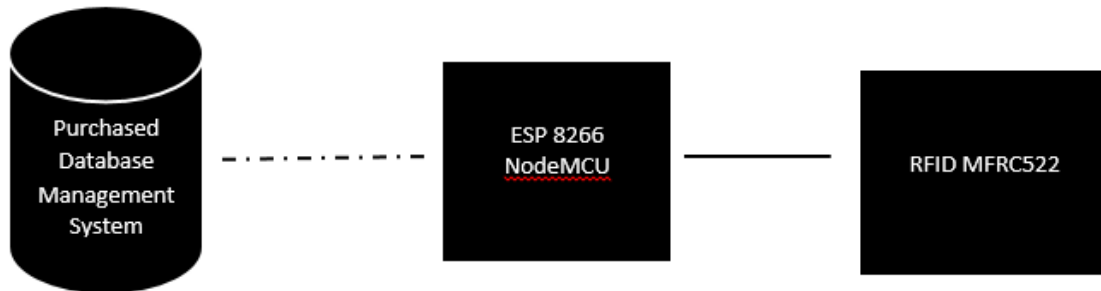 Purchased
Database
Management
System
ESP 8266
NodeMCU
RFID MFRC522